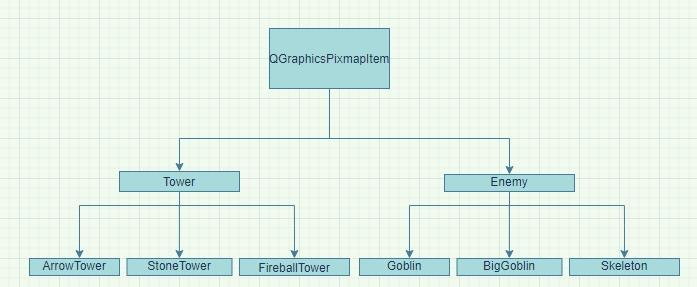 QGraphicsPixmapItem
Tower
Enemy
ArrowTower
StoneTower
FireballTower
Goblin
BigGoblin
Skeleton